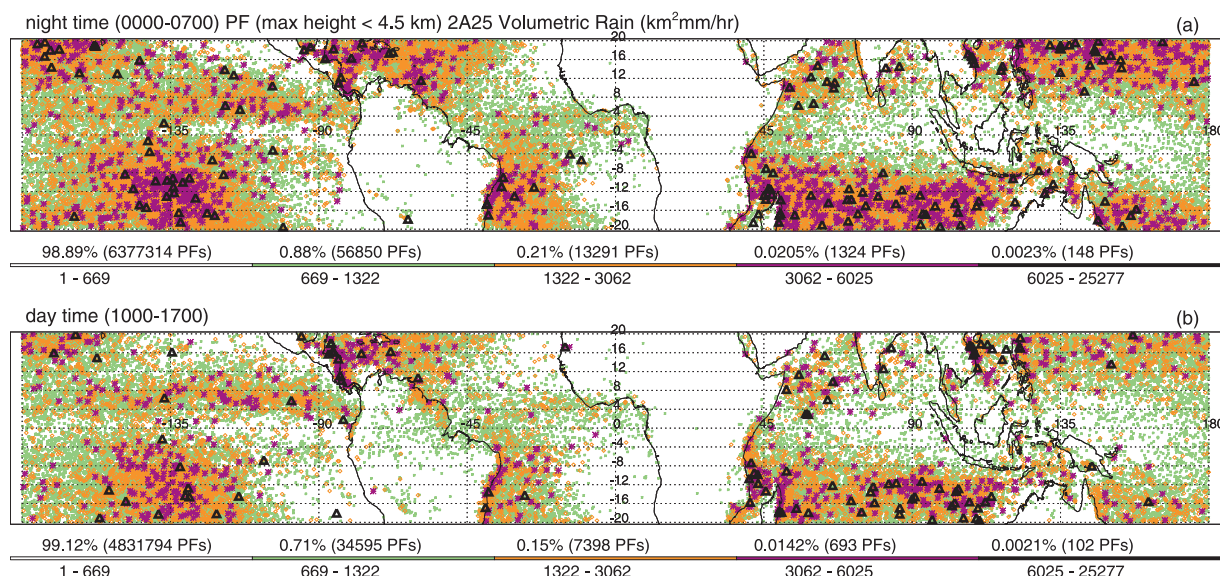 night time (0000-0700) PF (max height < 4.5 km) 2A25 Volumetric Rain (km²mm/hr) (a)
20
16
12
8
4
0
-135 -90 -45 45 90 135 180
-4
-8
-12
-16
-20
98.89% (6377314 PFs) 0.88% (56850 PFs) 0.21% (13291 PFs) 0.0205% (1324 PFs) 0.0023% (148 PFs)
1 - 669 669 - 1322 1322 - 3062 3062 - 6025 6025 - 25277
day time (1000-1700) (b)
20
16
12
8
4
0
-135 -90 -45 45 90 135 180
-4
-8
-12
-16
-20
99.12% (4831794 PFs) 0.71% (34595 PFs) 0.15% (7398 PFs) 0.0142% (693 PFs) 0.0021% (102 PFs)
1 - 669 669 - 1322 1322 - 3062 3062 - 6025 6025 - 25277